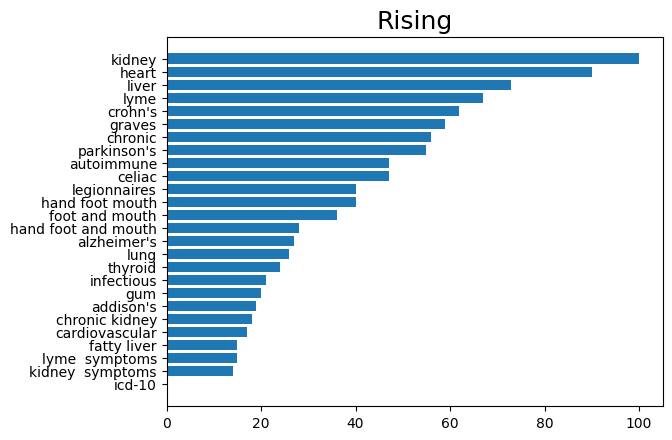 Rising
kidney
heart
liver
lyme
crohn's
graves
chronic
parkinson's
autoimmune
celiac
legionnaires
hand foot mouth
foot and mouth
hand foot and mouth
alzheimer's
lung
thyroid
infectious
gum
addison's
chronic kidney
cardiovascular
fatty liver
lyme  symptoms
kidney  symptoms
icd-10
0 20 40 60 80 100